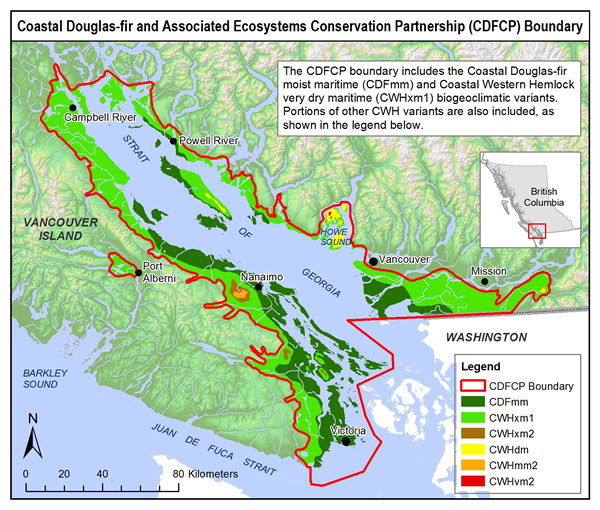 Coastal Douglas-fir and Associated Ecosystems Conservation Partnership (CDFCP) Boundary
The CDFCP boundary includes the Coastal Douglas-fir
moist maritime (CDFmm) and Coastal Western Hemlock
very dry maritime (CWHxm1) biogeoclimatic variants.
Portions of other CWH variants are also included, as
shown in the legend below.
Campbell River
Powell River
STRAIT
OF
GEORGIA
British
Columbia
VANCOUVER
ISLAND
HOWE
SOUND
Vancouver
Mission
Port
Alberni
Nanaimo
WASHINGTON
BARKLEY
SOUND
JUAN DE FUCA STRAIT
Victoria
N
0 20 40 80 Kilometers
Legend
CDFCP Boundary
CDFmm
CWHxm1
CWHxm2
CWHdm
CWHmm2
CWHvm2